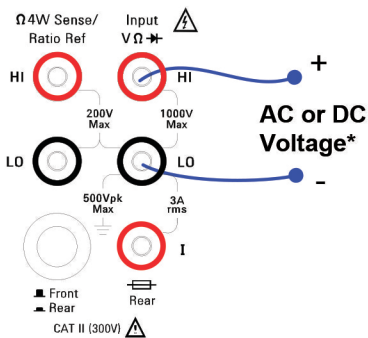 Ω4W Sense/
Ratio Ref
Input
VΩ
HI
HI
+
200V
Max
1000V
Max
AC or DC
Voltage*
LO
LO
-
500Vpk
Max
3A
rms
I
Front
Rear
Rear
CAT II (300V)